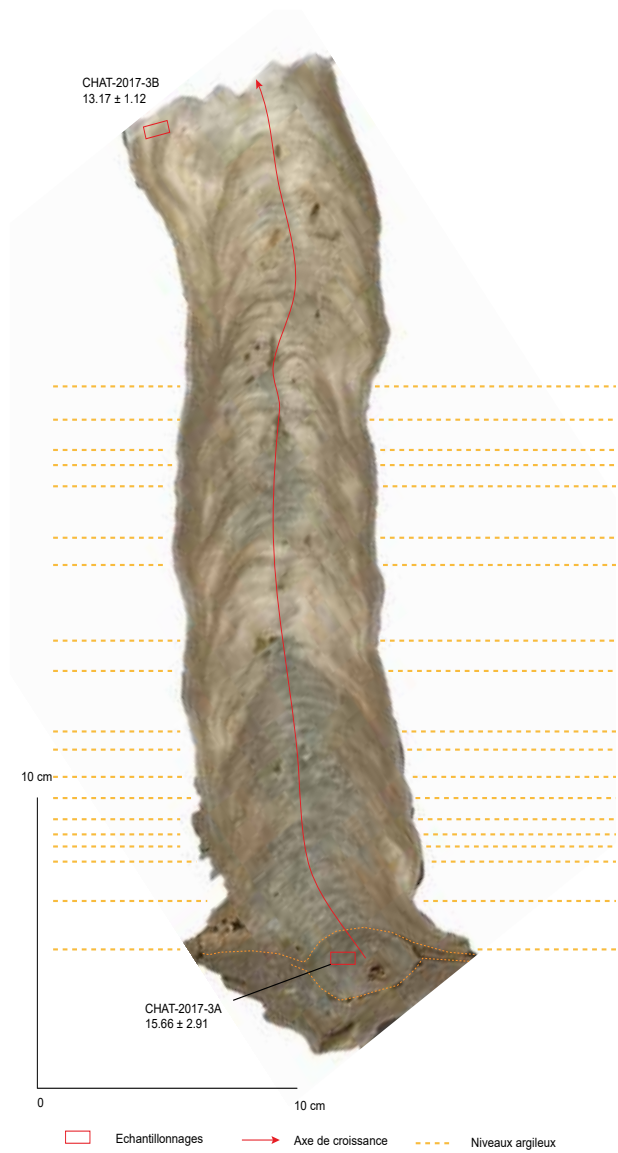 CHAT-2017-3B
13.17 ± 1.12
10 cm
CHAT-2017-3A
15.66 ± 2.91
0
10 cm
Echantillonnages
Axe de croissance
Niveaux argileux